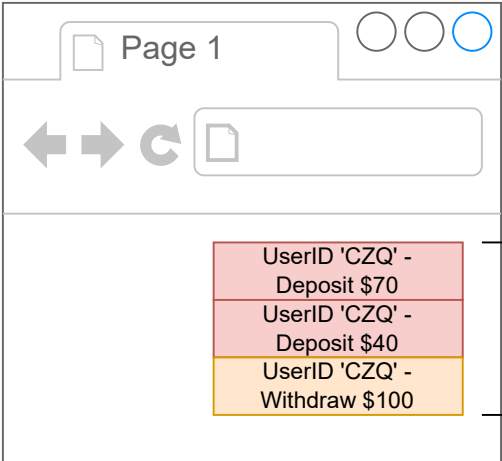 Page 1
UserID 'CZQ' -
Deposit $70
UserID 'CZQ' -
Deposit $40
UserID 'CZQ' -
Withdraw $100